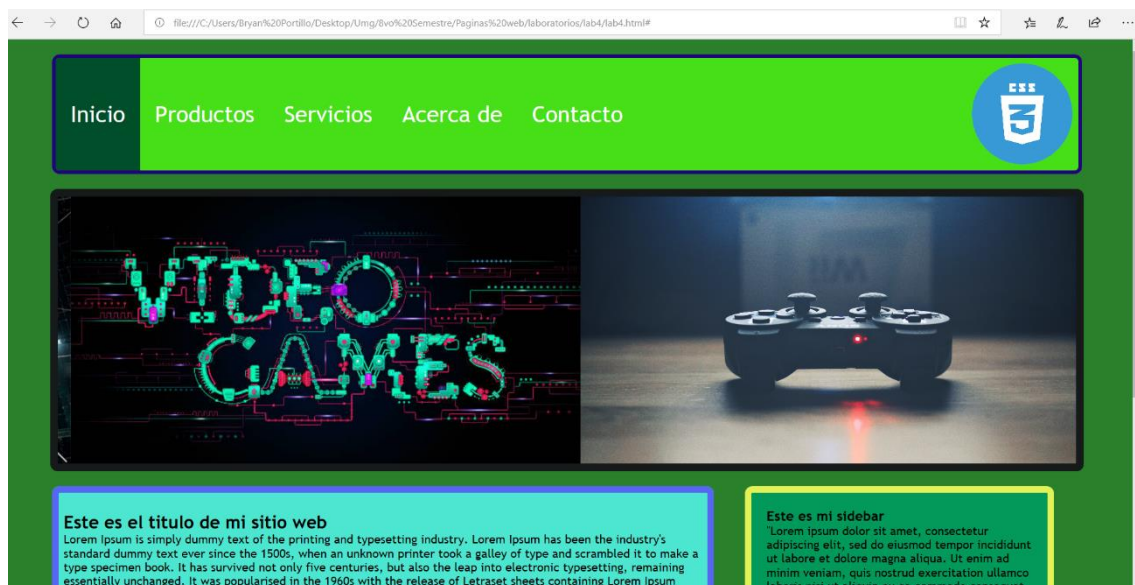 file:///C:/Users/Bryan%20Portillo/Desktop/Umg/8vo%20Semestre/Paginas%20web/laboratorios/lab4/lab4.html#
Inicio Productos Servicios Acerca de Contacto
CSS
3
VIDEO
GAMES
Este es el titulo de mi sitio web
Lorem Ipsum is simply dummy text of the printing and typesetting industry. Lorem Ipsum has been the industry's
standard dummy text ever since the 1500s, when an unknown printer took a galley of type and scrambled it to make a
type specimen book. It has survived not only five centuries, but also the leap into electronic typesetting, remaining
essentially unchanged. It was popularised in the 1960s with the release of Letraset sheets containing Lorem Ipsum
Este es mi sidebar
"Lorem ipsum dolor sit amet, consectetur
adipiscing elit, sed do eiusmod tempor incididunt
ut labore et dolore magna aliqua. Ut enim ad
minim veniam, quis nostrud exercitation ullamco